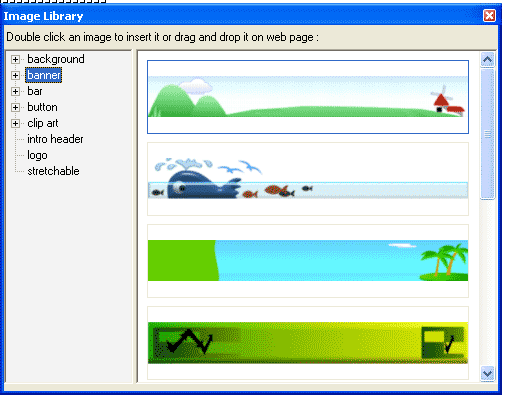 Image Library
Double click an image to insert it or drag and drop it on web page :
background
banner
bar
button
clip art
intro header
logo
stretchable